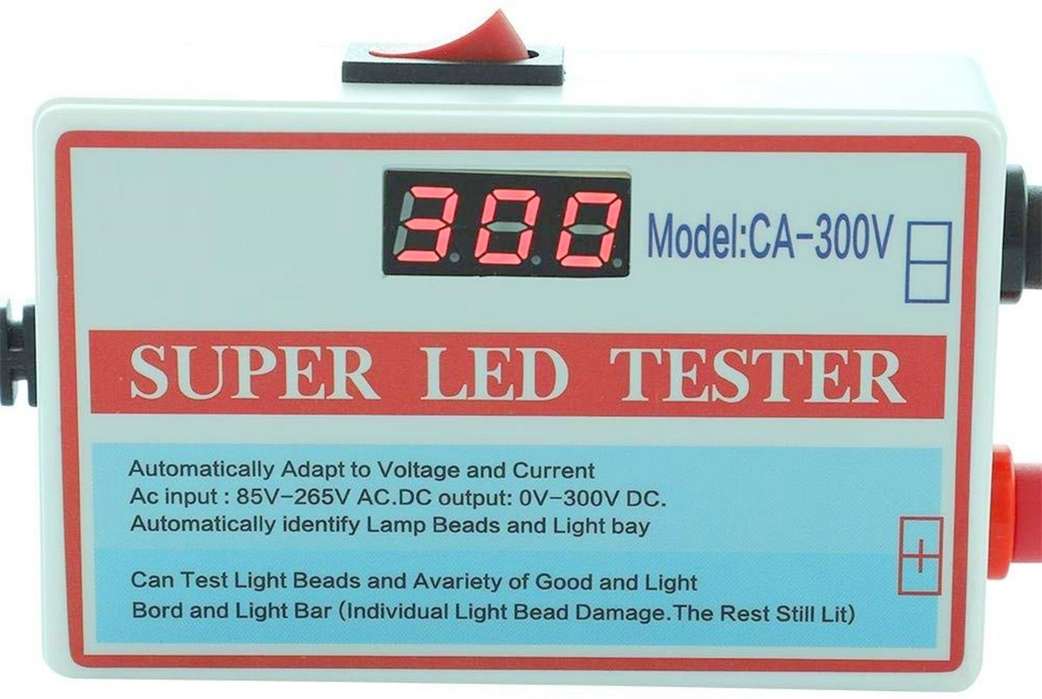 300
Model:CA-300V
SUPER LED TESTER
Automatically Adapt to Voltage and Current
Ac input : 85V-265V AC.DC output: 0V-300V DC.
Automatically identify Lamp Beads and Light bay
+
Can Test Light Beads and Avariety of Good and Light
Bord and Light Bar (Individual Light Bead Damage.The Rest Still Lit)